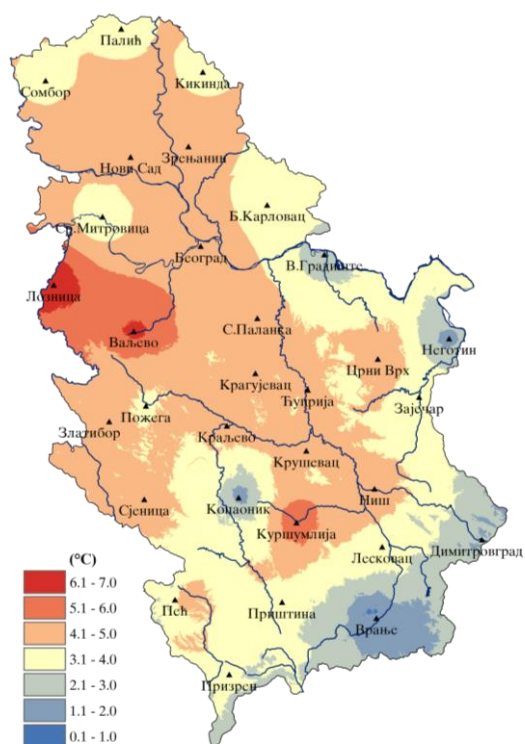 Палић
Сомбор
Кикинда
Зрењанин
Нови Сад
Б.Карловац
Ср.Митровица
Београд
В.Градиште
Лозница
С.Паланка
Ваљево
Неготин
Црни Врх
Крагујевац
Ћуприја
Зајечар
Пожега
Златибор
Краљево
Крушевац
Ниш
Сјеница
Копаоник
Куршумлија
Димитровград
Лесковац
Пећ
Приштина
Врање
Призрен
(°C)
6.1 - 7.0
5.1 - 6.0
4.1 - 5.0
3.1 - 4.0
2.1 - 3.0
1.1 - 2.0
0.1 - 1.0